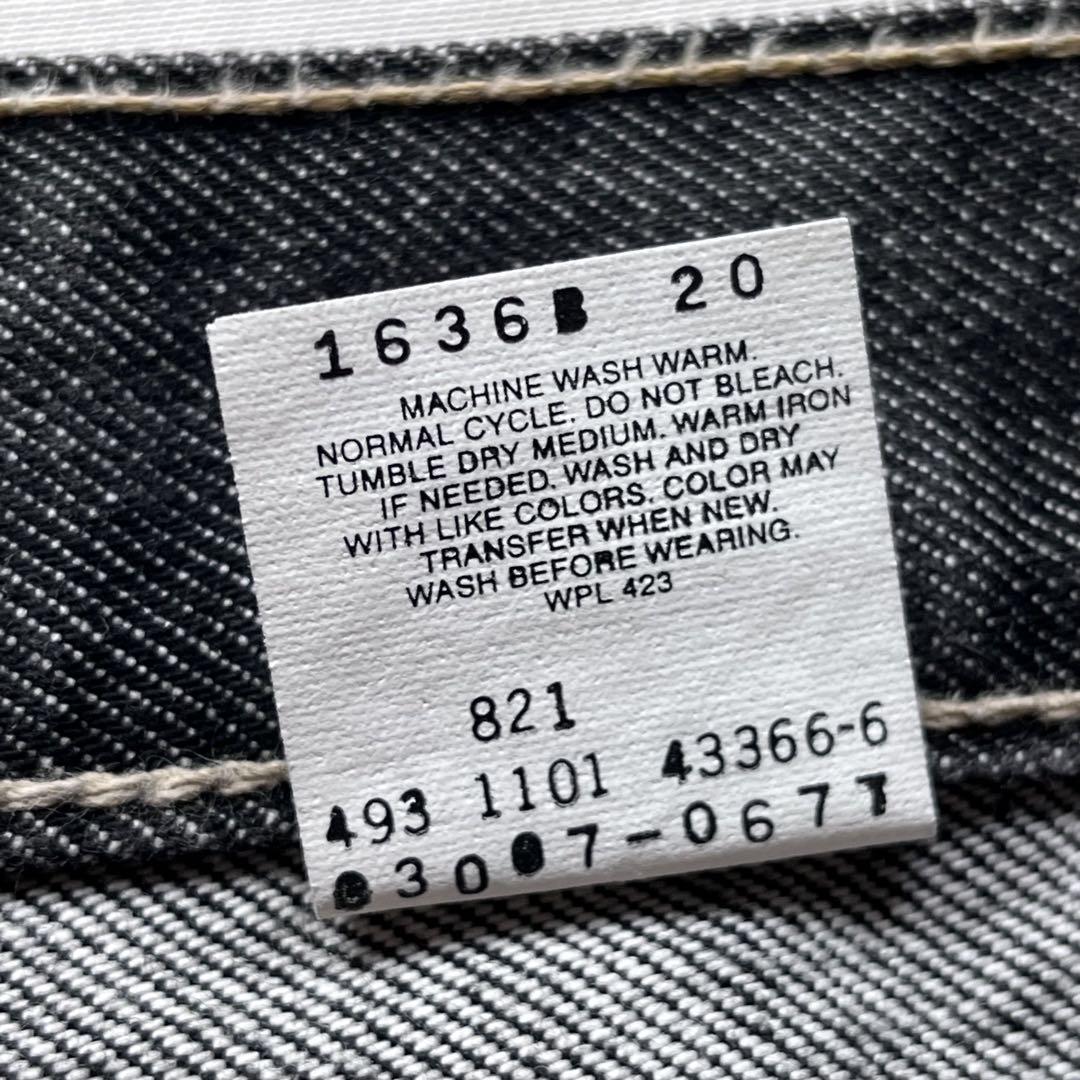 1636B 20
MACHINE WASH WARM.
NORMAL CYCLE. DO NOT BLEACH.
TUMBLE DRY MEDIUM. WARM IRON
IF NEEDED. WASH AND DRY
WITH LIKE COLORS. COLOR MAY
TRANSFER WHEN NEW.
WASH BEFORE WEARING.
WPL 423
821
493 1101 43366-6